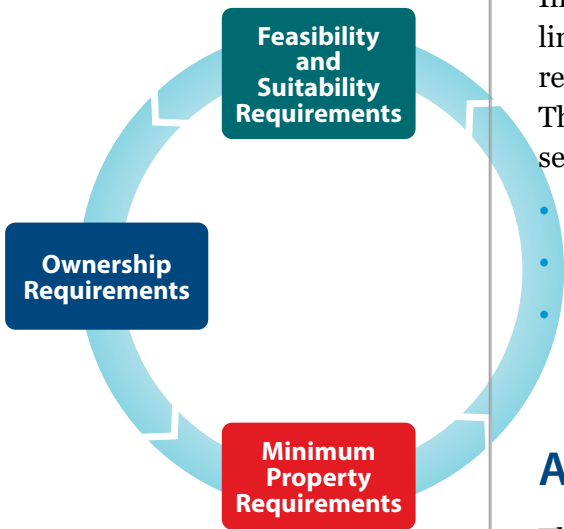 Feasibility
and
Suitability
Requirements
Ownership
Requirements
Minimum
Property
Requirements